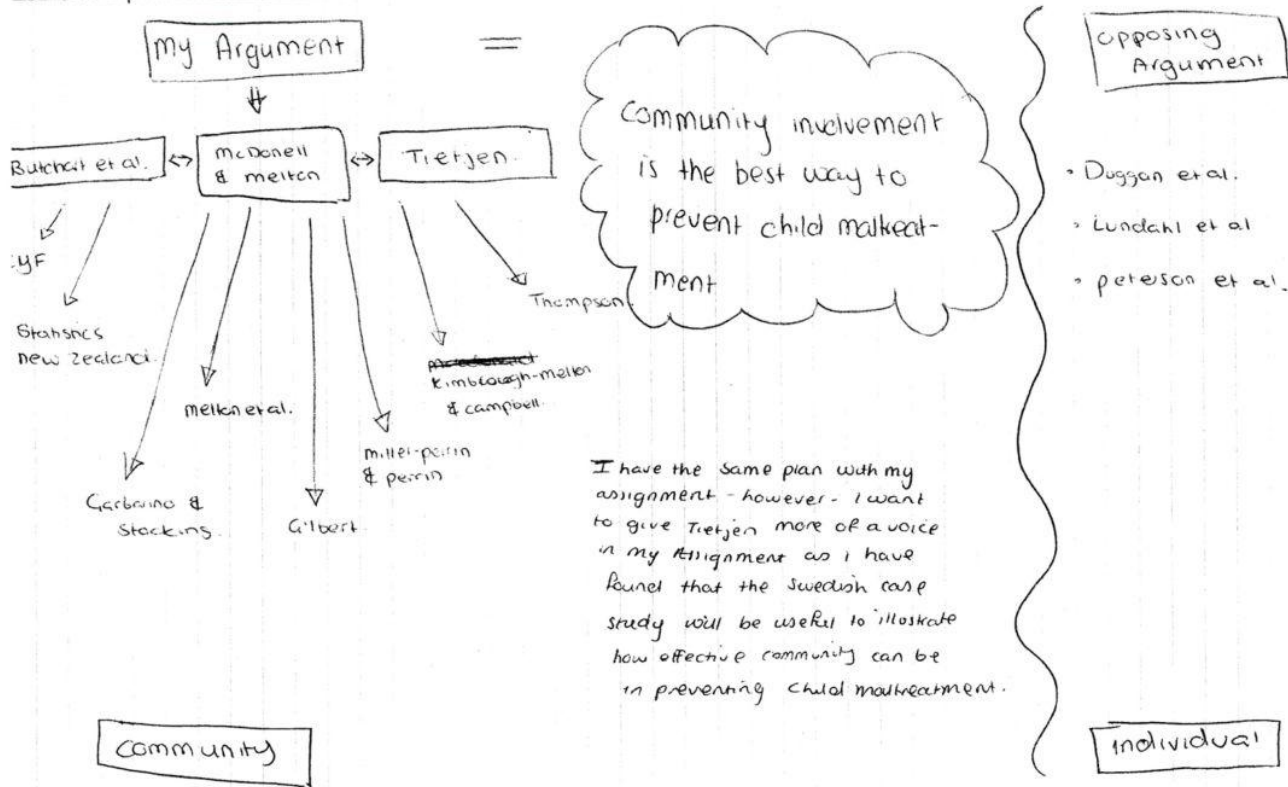 My Argument
=
Community involvement
is the best way to
prevent child maltreat-
ment
Butchart et al.
McDonell
& melton
Tietjen.
CYF
Statistics
new Zealand.
Garbarino &
Stocking.
melton et al.
Gilbert.
miller-perrin
& perrin
Kimbrough-melton
& campbell.
Thompson.
I have the same plan with my
assignment - however - I want
to give Tietjen more of a voice
in my Assignment as I have
found that the Swedish case
study will be useful to illustrate
how effective community can be
in preventing child maltreatment.
Community
opposing
Argument
• Duggan et al.
• Lundahl et al
• peterson et al.
individual